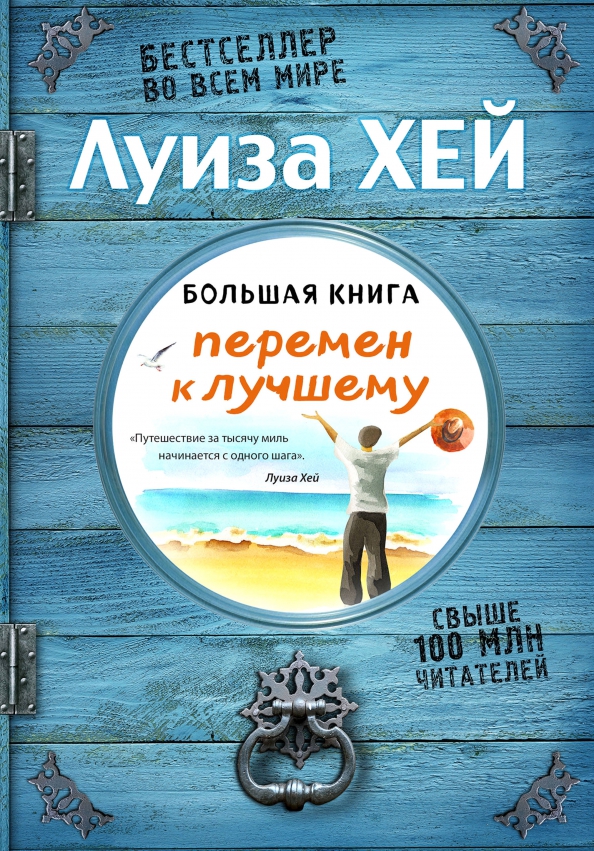 БЕСТСЕЛЛЕР
ВО ВСЕМ МИРЕ
Луиза ХЕЙ
БОЛЬШАЯ КНИГА
перемен
к лучшему
«Путешествие за тысячу миль
начинается с одного шага».
Луиза Хей
СВЫШЕ
100 МЛН
ЧИТАТЕЛЕЙ